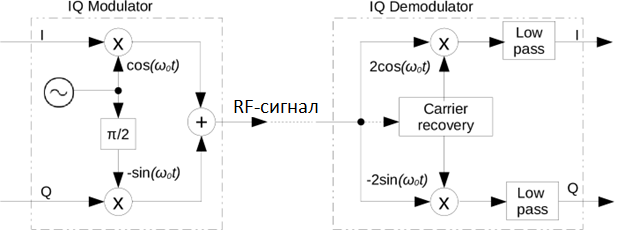 IQ Modulator
IQ Demodulator
I
X
cos(ω₀t)
π/2
-sin(ω₀t)
Q
X
+
RF-сигнал
2cos(ω₀t)
X
Low
pass
I
Carrier
recovery
-2sin(ω₀t)
X
Low
pass
Q